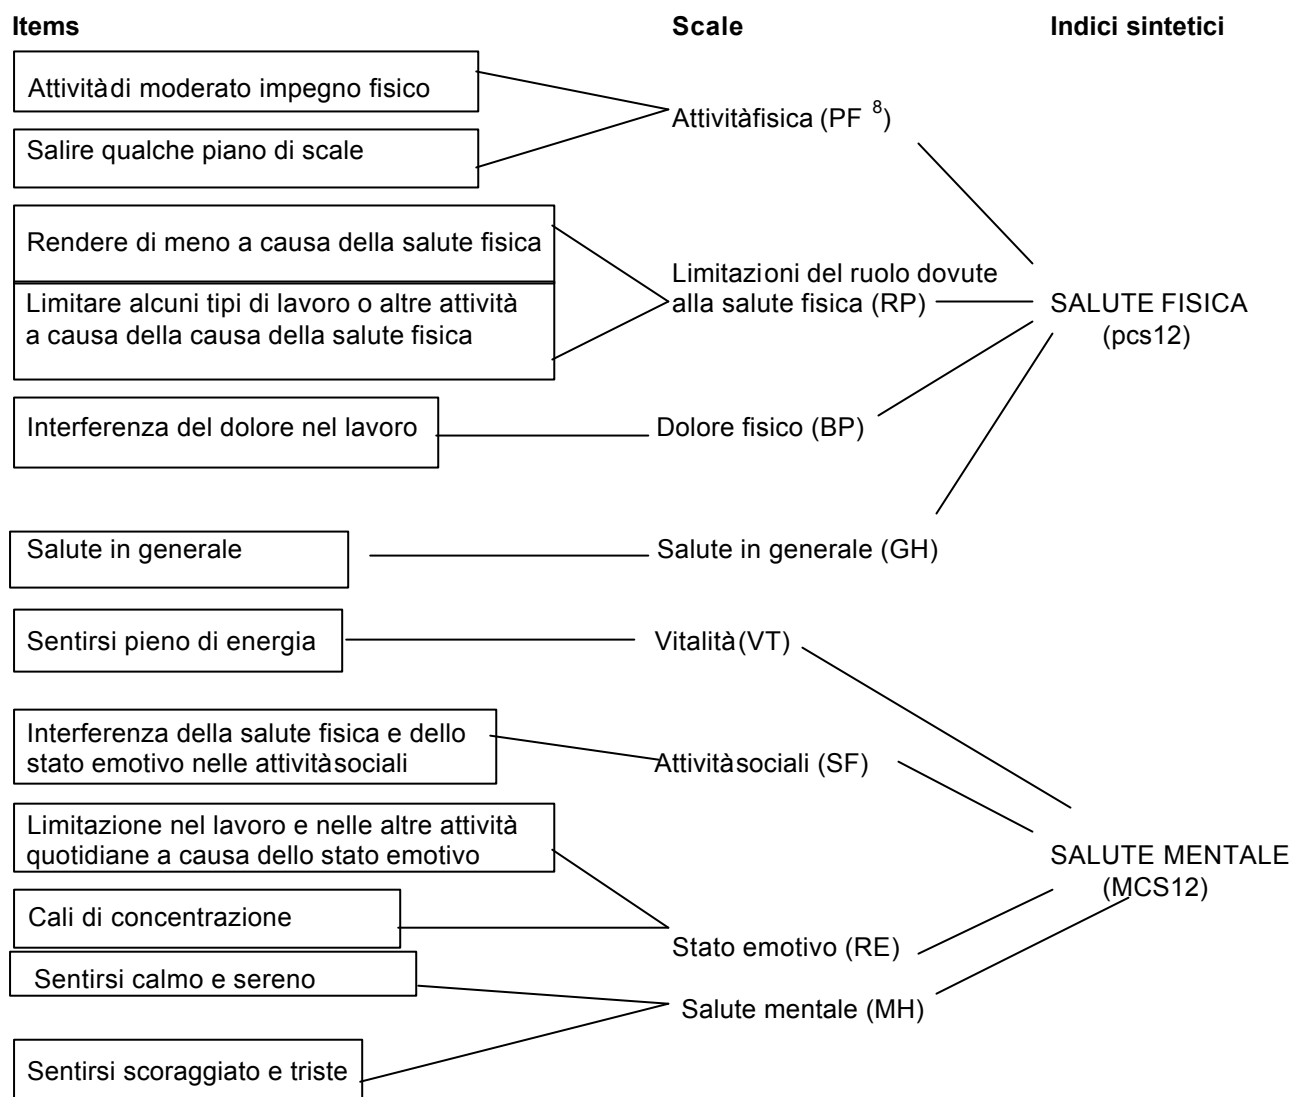 Items Scale Indici sintetici
Attivitàdi moderato impegno fisico
Attivitàfisica (PF 8)
Salire qualche piano di scale
Rendere di meno a causa della salute fisica
Limitazioni del ruolo dovute
alla salute fisica (RP)
Limitare alcuni tipi di lavoro o altre attività
a causa della causa della salute fisica
SALUTE FISICA
(pcs12)
Interferenza del dolore nel lavoro
Dolore fisico (BP)
Salute in generale
Salute in generale (GH)
Sentirsi pieno di energia
Vitalità(VT)
Interferenza della salute fisica e dello
stato emotivo nelle attivitàsociali
Attivitàsociali (SF)
Limitazione nel lavoro e nelle altre attività
quotidiane a causa dello stato emotivo
SALUTE MENTALE
(MCS12)
Cali di concentrazione
Stato emotivo (RE)
Sentirsi calmo e sereno
Salute mentale (MH)
Sentirsi scoraggiato e triste